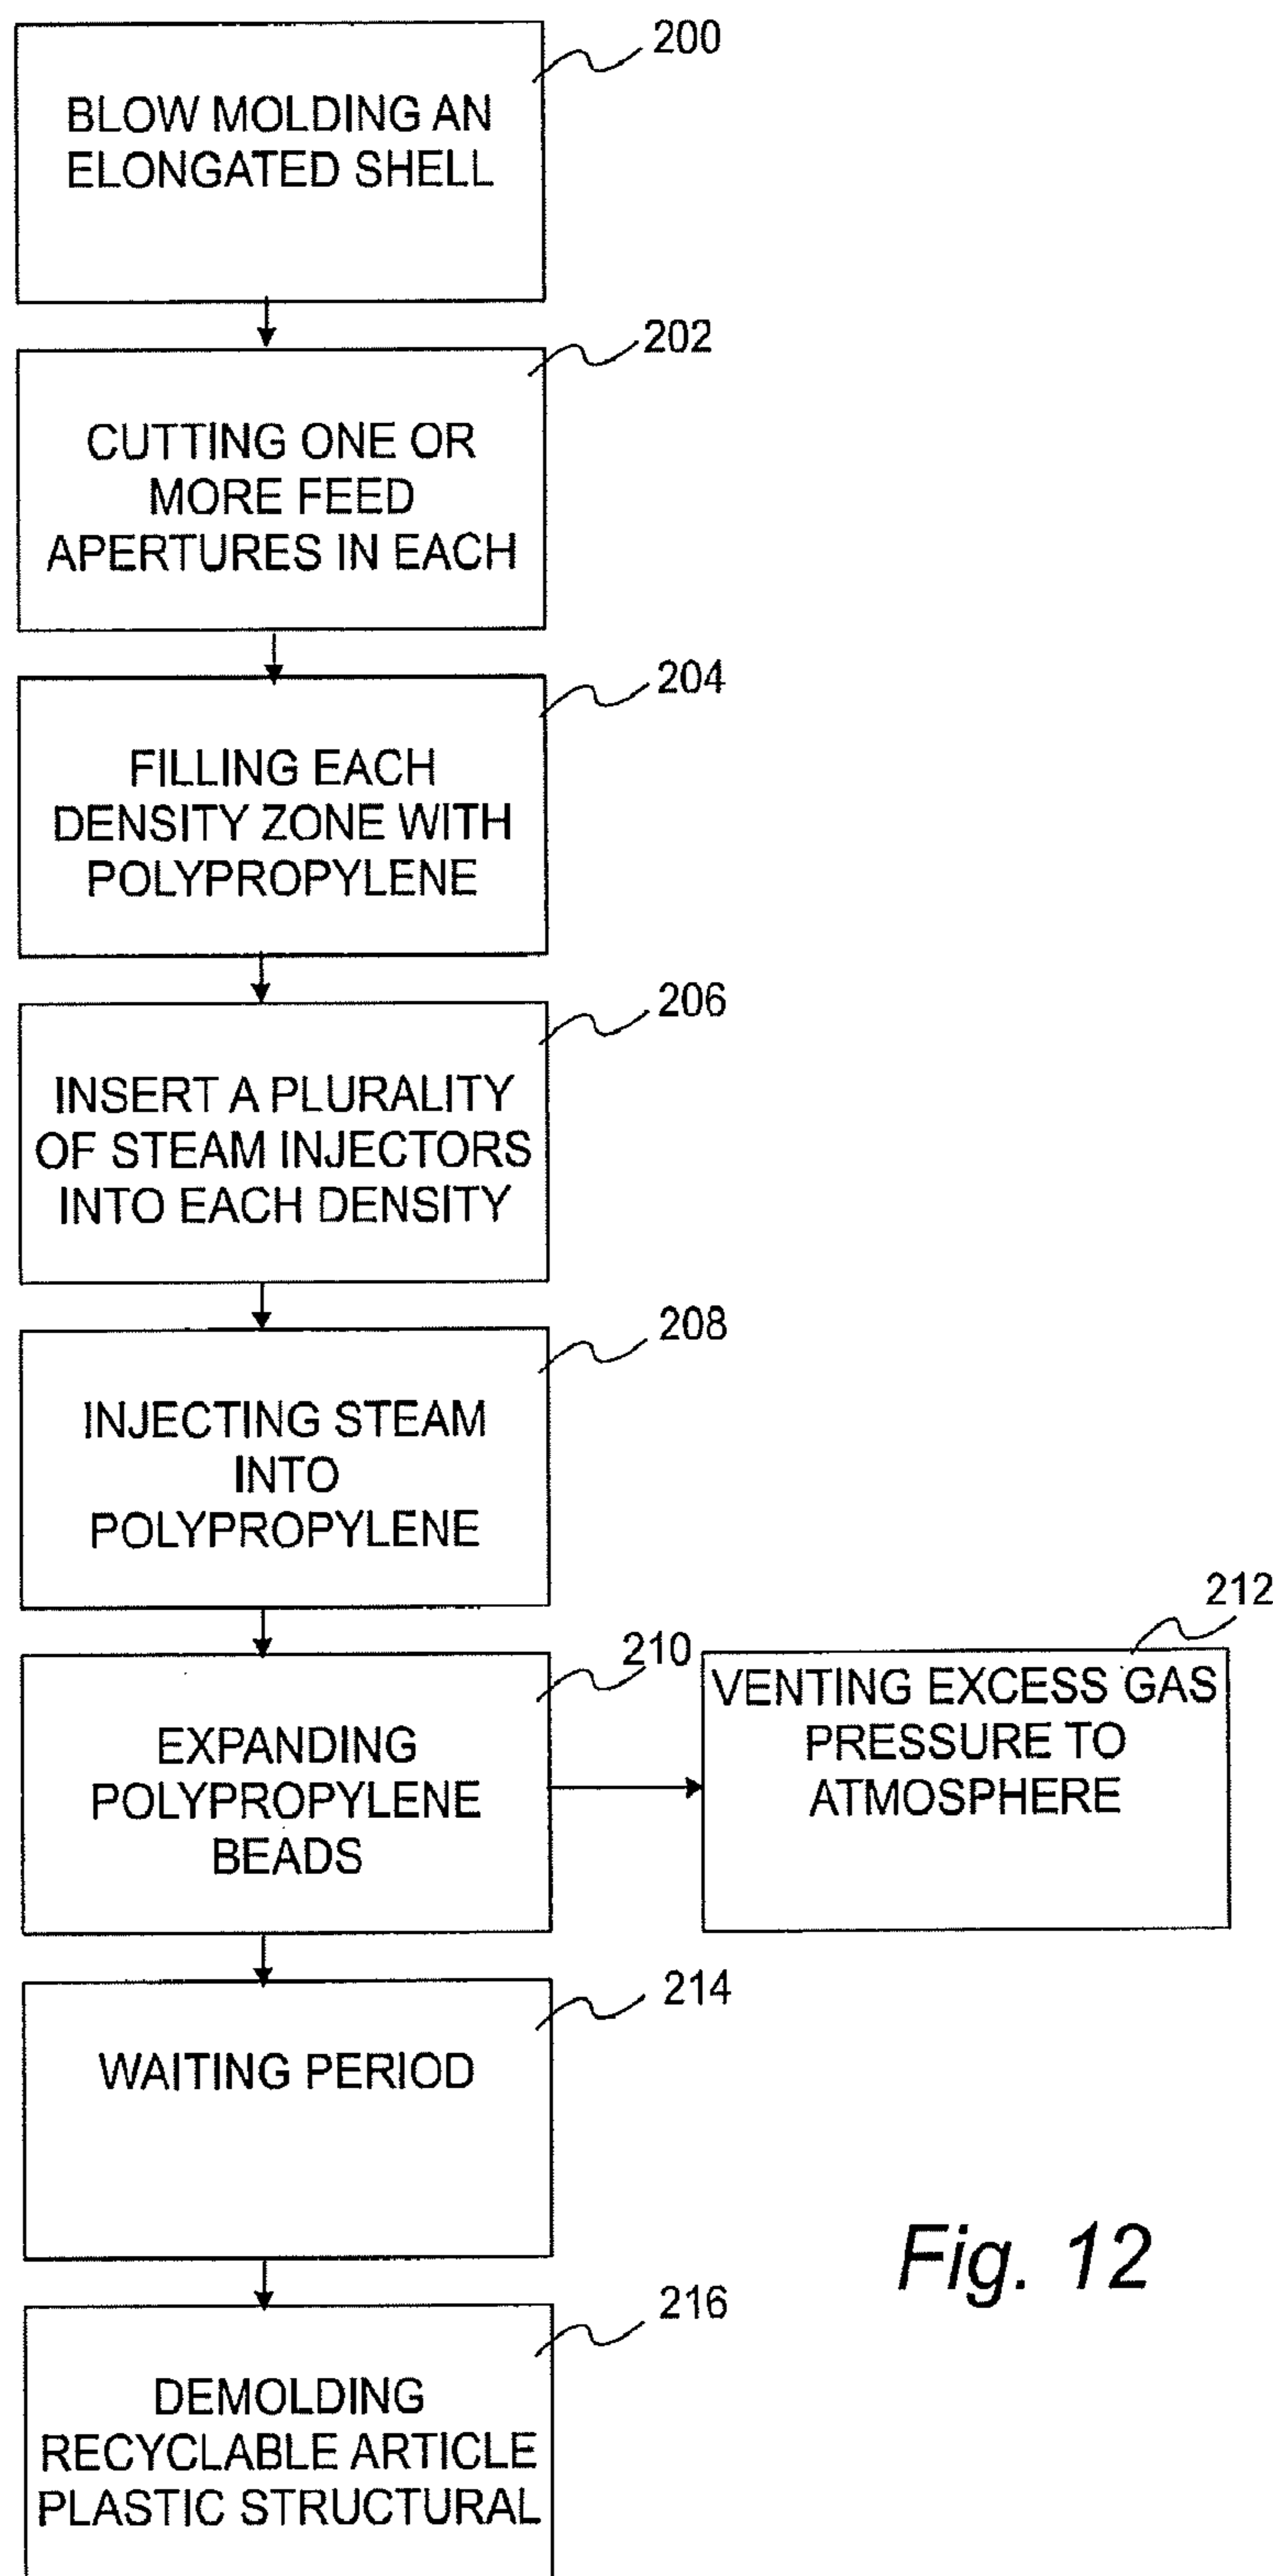 200
BLOW MOLDING AN
ELONGATED SHELL
202
CUTTING ONE OR
MORE FEED
APERTURES IN EACH
204
FILLING EACH
DENSITY ZONE WITH
POLYPROPYLENE
206
INSERT A PLURALITY
OF STEAM INJECTORS
INTO EACH DENSITY
208
INJECTING STEAM
INTO
POLYPROPYLENE
210
EXPANDING
POLYPROPYLENE
BEADS
212
VENTING EXCESS GAS
PRESSURE TO
ATMOSPHERE
214
WAITING PERIOD
216
DEMOLDING
RECYCLABLE ARTICLE
PLASTIC STRUCTURAL
Fig. 12